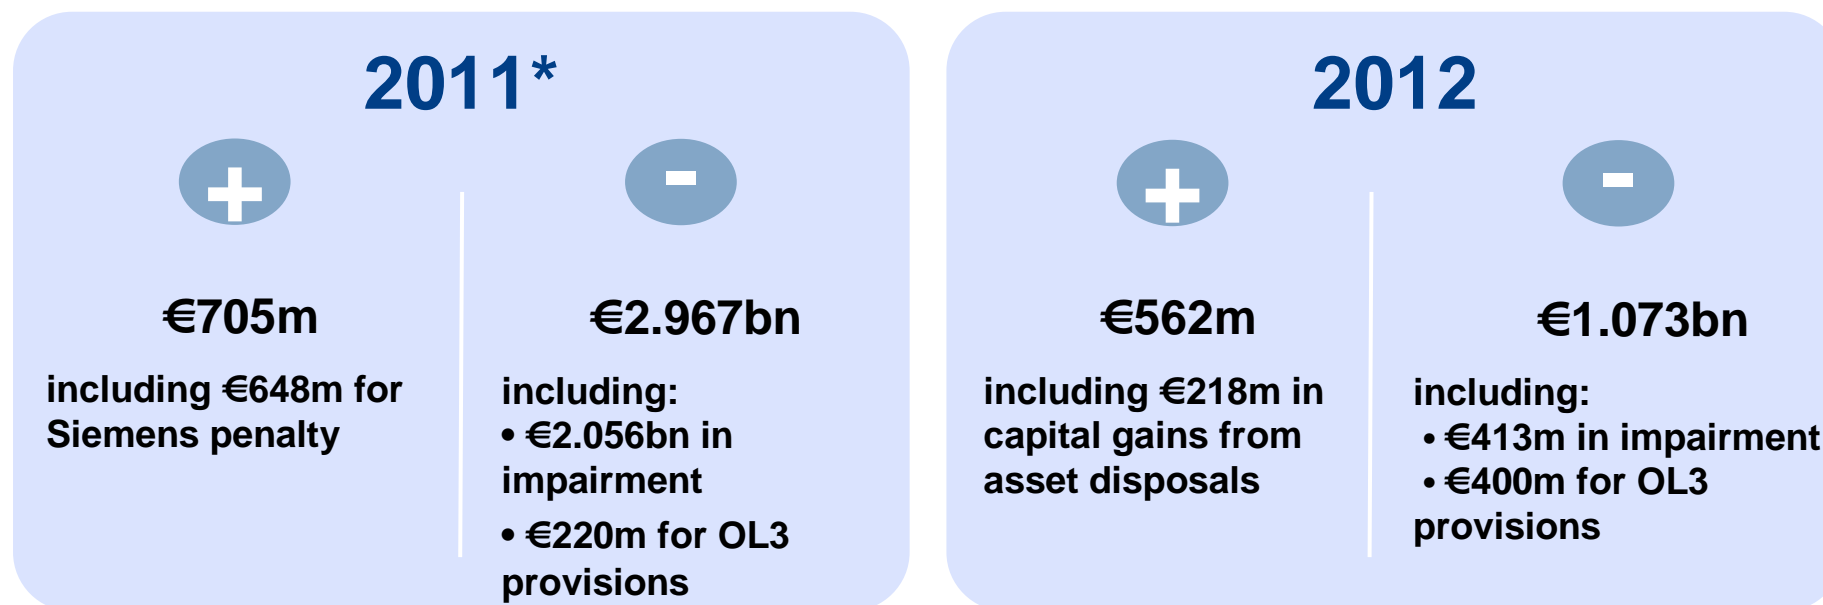 2011*
+
-
€705m
€2.967bn
including €648m for
Siemens penalty
including:
• €2.056bn in
impairment
• €220m for OL3
provisions
2012
+
-
€562m
€1.073bn
including €218m in
capital gains from
asset disposals
including:
• €413m in impairment
• €400m for OL3
provisions